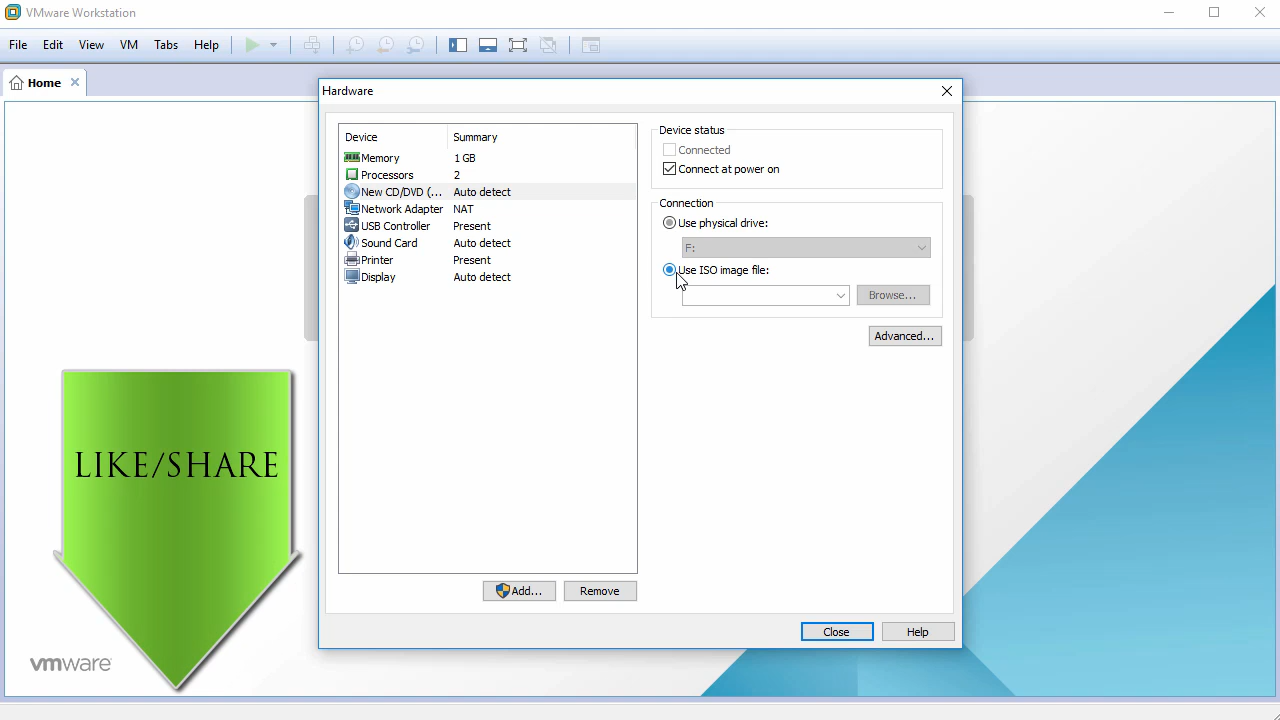 VMware Workstation
File Edit View VM Tabs Help
Home
Hardware
Device Summary
Memory 1 GB
Processors 2
New CD/DVD (... Auto detect
Network Adapter NAT
USB Controller Present
Sound Card Auto detect
Printer Present
Display Auto detect
Add... Remove
Device status
Connected
Connect at power on
Connection
Use physical drive:
F:
Use ISO image file:
Browse...
Advanced...
Close Help
LIKE/SHARE
vmware